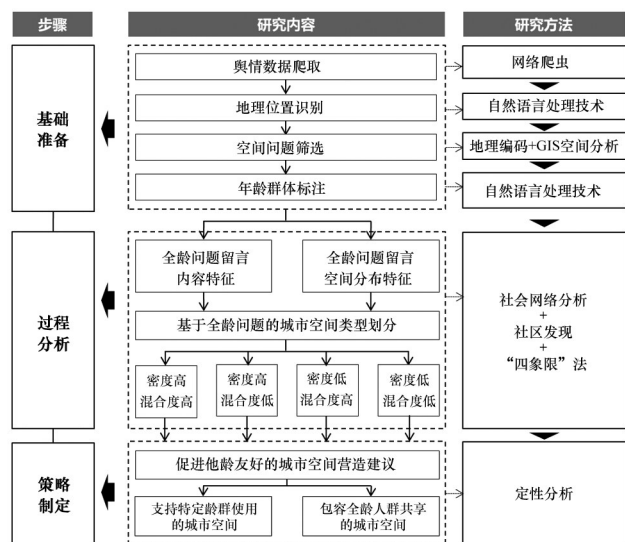 步骤
研究内容
研究方法
基础
准备
舆情数据爬取
地理位置识别
空间问题筛选
年龄群体标注
网络爬虫
自然语言处理技术
地理编码+GIS空间分析
自然语言处理技术
过程
分析
全龄问题留言
内容特征
全龄问题留言
空间分布特征
基于全龄问题的城市空间类型划分
密度高
混合度高
密度高
混合度低
密度低
混合度高
密度低
混合度低
社会网络分析
+
社区发现
+
“四象限”法
策略
制定
促进他龄友好的城市空间营造建议
支持特定龄群使用
的城市空间
包容全龄人群共享
的城市空间
定性分析